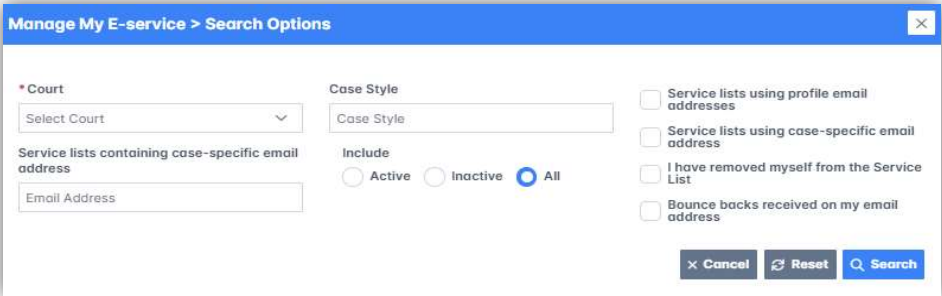 Manage My E-service > Search Options
* Court
Select Court
Service lists containing case-specific email
address
Email Address
Case Style
Case Style
Include
Active Inactive All
Service lists using profile email
addresses
Service lists using case-specific email
address
I have removed myself from the Service
List
Bounce backs received on my email
address
Cancel Reset Search